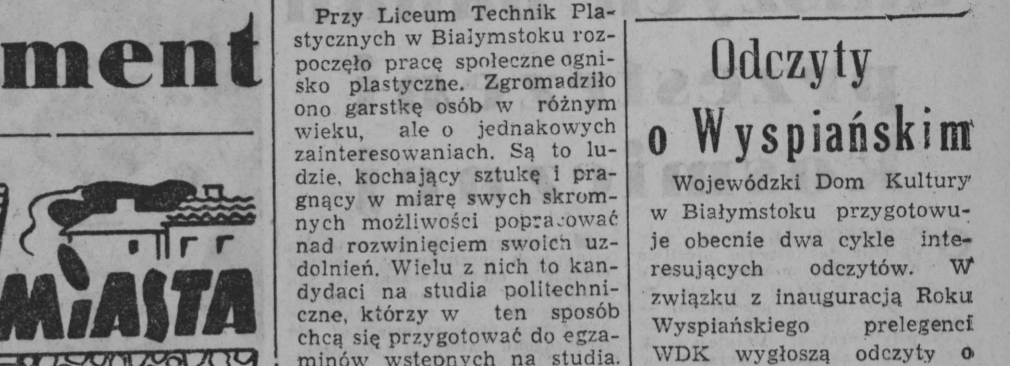 ment
MiASTA
Przy Liceum Technik Pla-
stycznych w Białymstoku roz-
poczęło pracę społeczne ogni-
sko plastyczne. Zgromadziło
ono garstkę osób w różnym
wieku, ale o jednakowych
zainteresowaniach. Są to lu-
dzie, kochający sztukę i pra-
gnący w miarę swych skrom-
nych możliwości popracować
nad rozwinięciem swoich uz-
dolnień. Wielu z nich to kan-
dydaci na studia politechni-
czne, którzy w ten sposób
chcą się przygotować do egza-
minów wstępnych na studia.
Odczyty
o Wyspiańskim
Wojewódzki Dom Kultury
w Białymstoku przygotowu-
je obecnie dwa cykle inte-
resujących odczytów. W
związku z inauguracją Roku
Wyspiańskiego prelegenci
WDK wygłoszą odczyty o